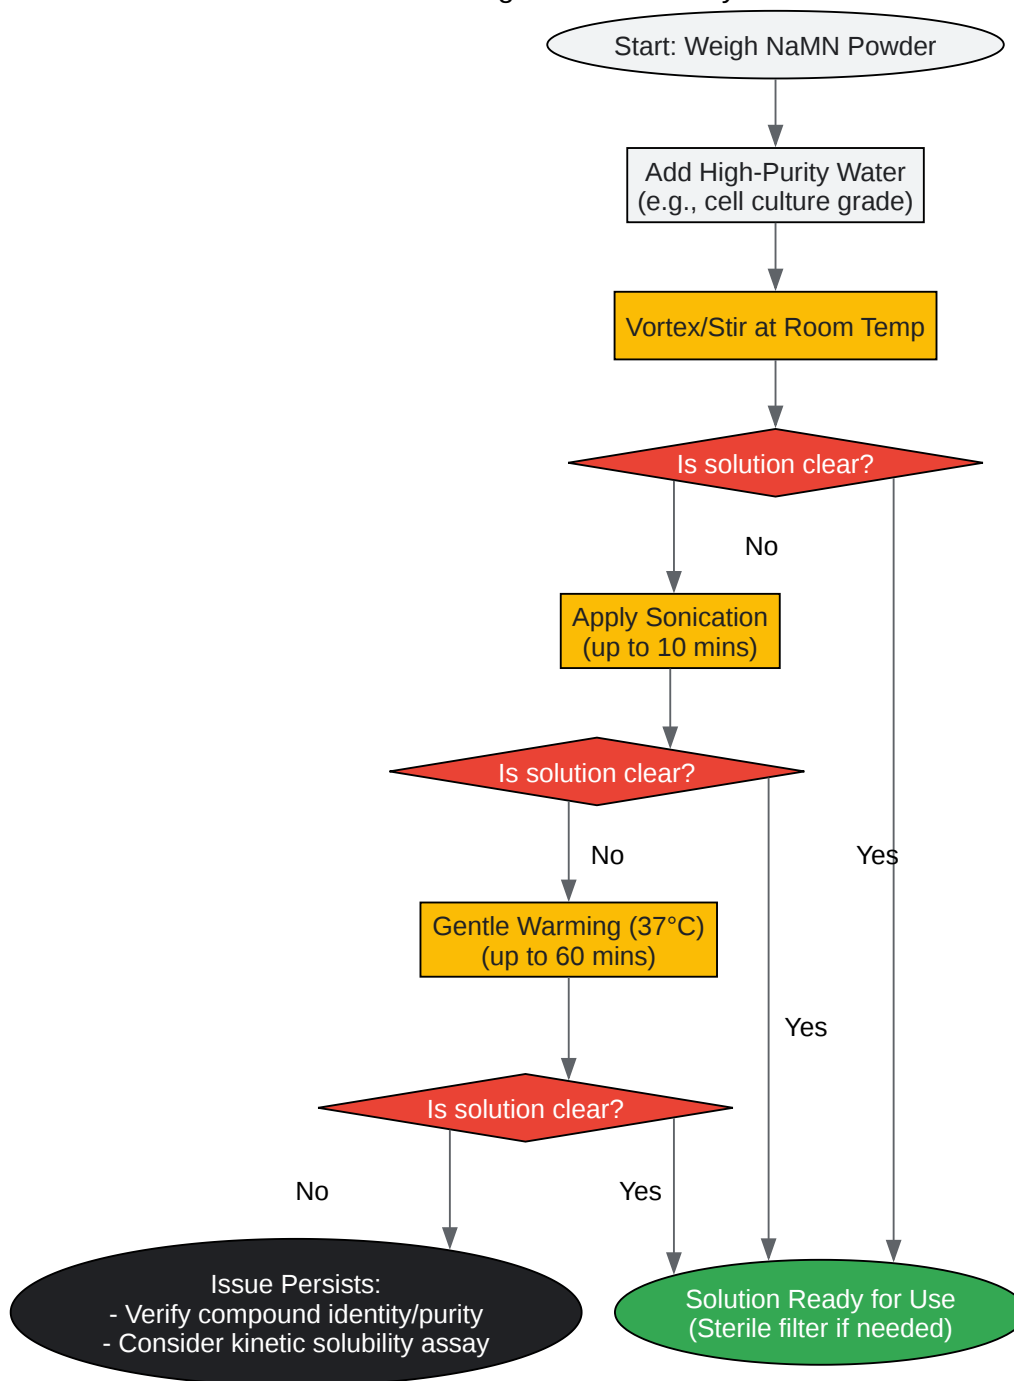 Start: Weigh NaMN Powder
Add High-Purity Water
(e.g., cell culture grade)
Vortex/Stir at Room Temp
Is solution clear?
No
Apply Sonication
(up to 10 mins)
Is solution clear?
No
Yes
Gentle Warming (37°C)
(up to 60 mins)
Yes
Is solution clear?
No
Yes
Issue Persists:
- Verify compound identity/purity
- Consider kinetic solubility assay
Solution Ready for Use
(Sterile filter if needed)